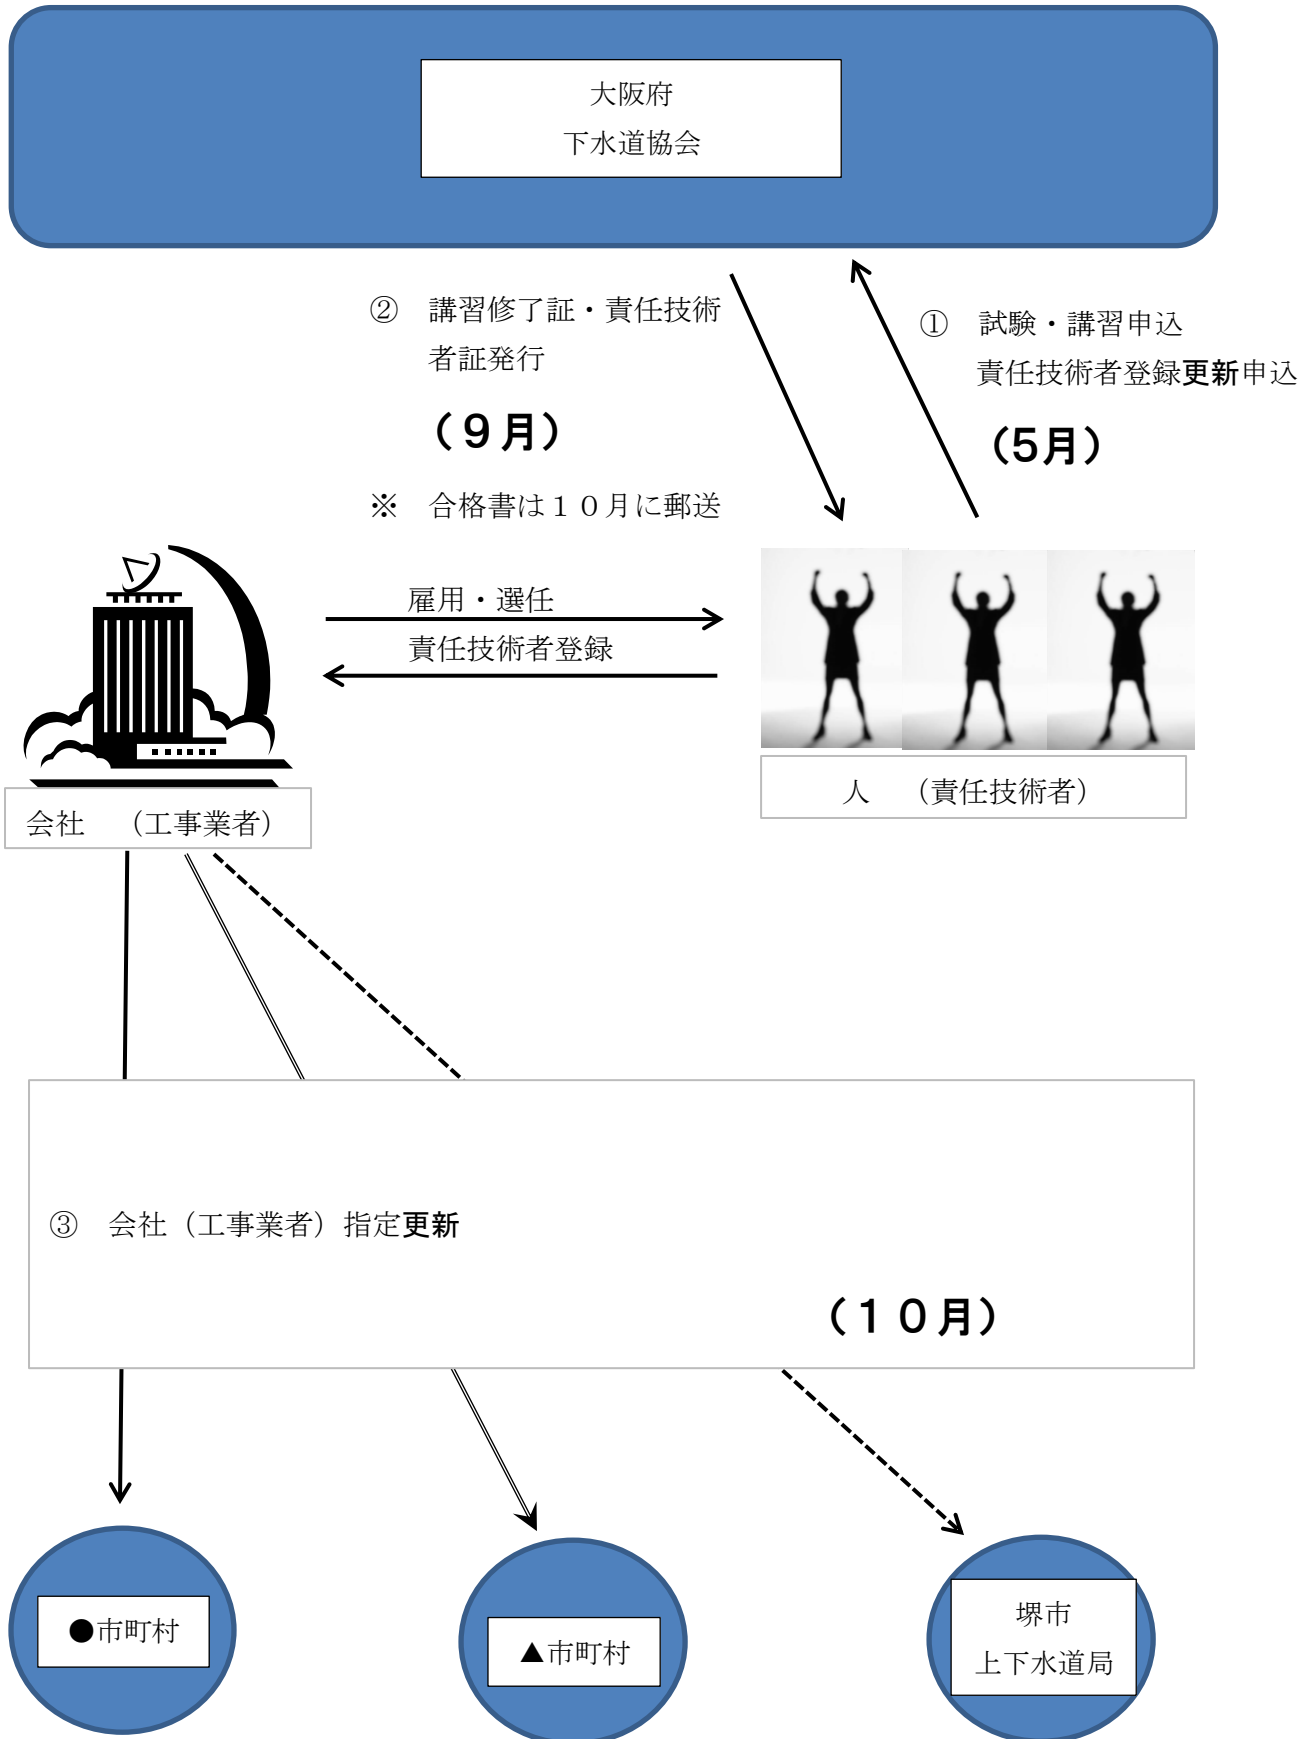 大阪府
下水道協会
②　講習修了証・責任技術
者証発行
（９月）
※　合格書は１０月に郵送
①　試験・講習申込
責任技術者登録更新申込
（5月）
雇用・選任
責任技術者登録
会社　（工事業者）
人　（責任技術者）
③　会社（工事業者）指定更新
（１０月）
●市町村
▲市町村
堺市
上下水道局